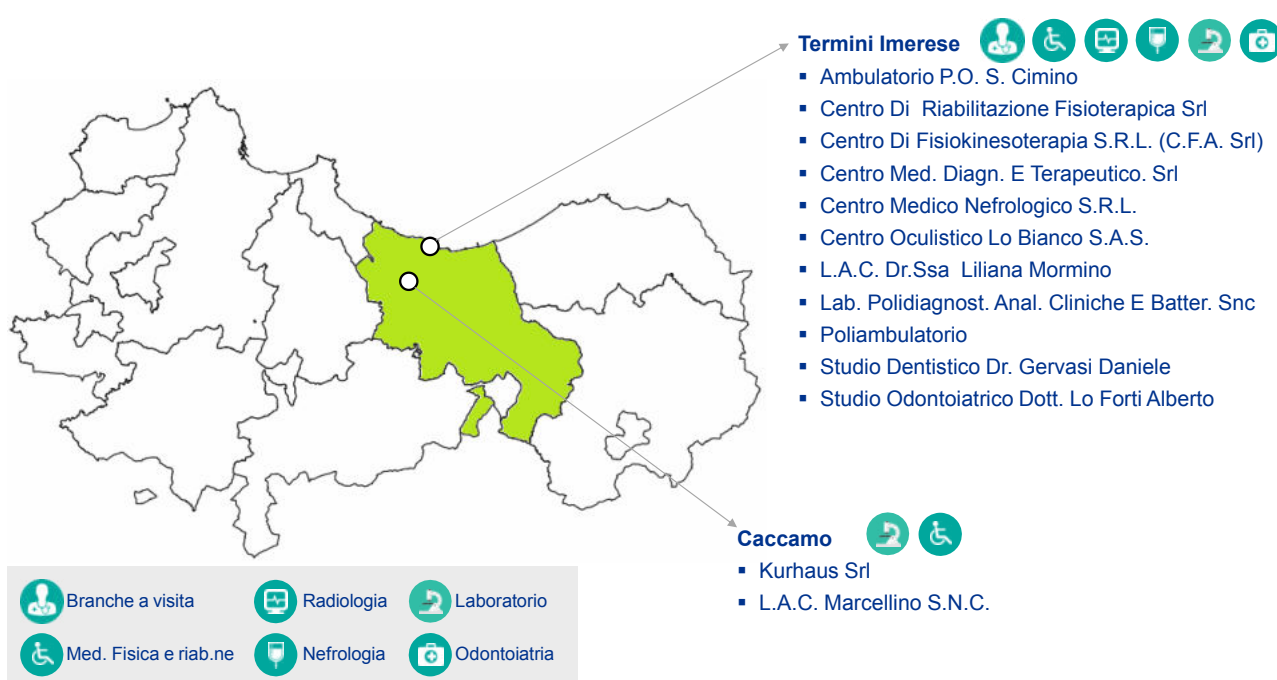 Termini Imerese
▪ Ambulatorio P.O. S. Cimino
▪ Centro Di Riabilitazione Fisioterapica Srl
▪ Centro Di Fisiokinesoterapia S.R.L. (C.F.A. Srl)
▪ Centro Med. Diagn. E Terapeutico. Srl
▪ Centro Medico Nefrologico S.R.L.
▪ Centro Oculistico Lo Bianco S.A.S.
▪ L.A.C. Dr.Ssa Liliana Mormino
▪ Lab. Polidiagnost. Anal. Cliniche E Batter. Snc
▪ Poliambulatorio
▪ Studio Dentistico Dr. Gervasi Daniele
▪ Studio Odontoiatrico Dott. Lo Forti Alberto
Caccamo
▪ Kurhaus Srl
▪ L.A.C. Marcellino S.N.C.
Branche a visita
Radiologia
Laboratorio
Med. Fisica e riab.ne
Nefrologia
Odontoiatria